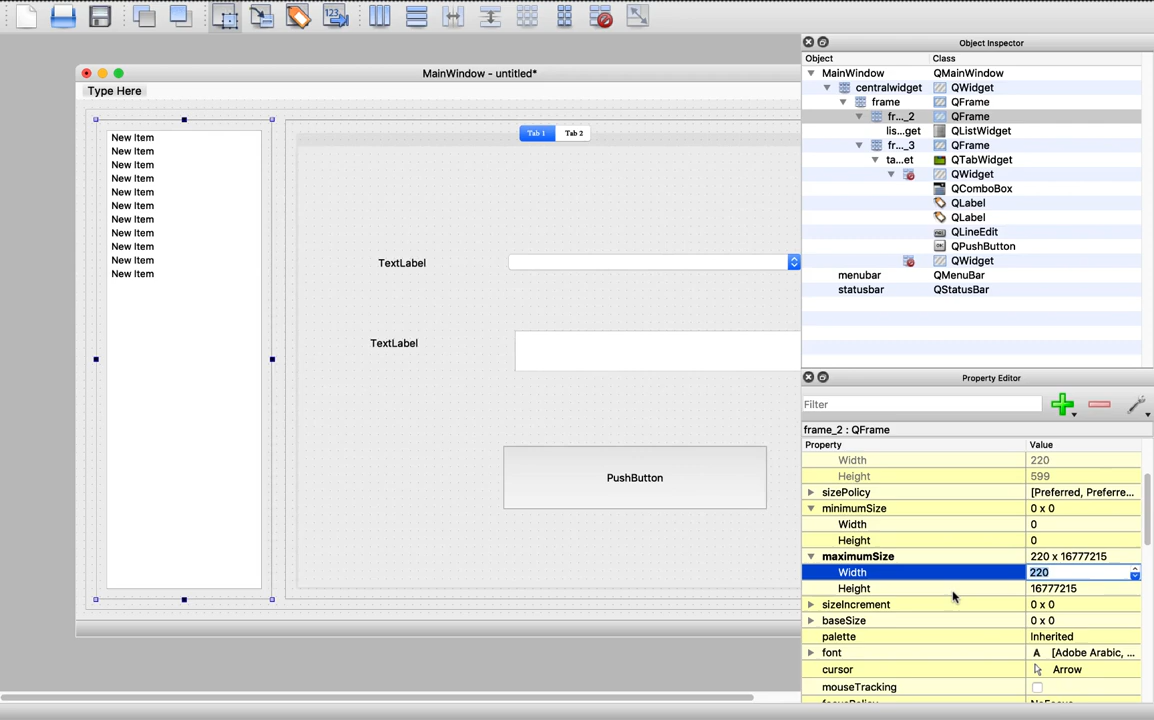 123
Object Inspector
MainWindow - untitled*
Type Here
Object Class
MainWindow QMainWindow
centralwidget QWidget
frame QFrame
fr..._2 QFrame
lis...get QListWidget
fr..._3 QFrame
ta...et QTabWidget
QWidget
QComboBox
QLabel
QLabel
QLineEdit
QPushButton
QWidget
menubar QMenuBar
statusbar QStatusBar
Tab 1 Tab 2
New Item
New Item
New Item
New Item
New Item
New Item
New Item
New Item
New Item
New Item
New Item
TextLabel
TextLabel
PushButton
Property Editor
Filter
frame_2 : QFrame
Property Value
Width 220
Height 599
sizePolicy [Preferred, Preferre...
minimumSize 0 x 0
Width 0
Height 0
maximumSize 220 x 16777215
Width 220
Height 16777215
sizeIncrement 0 x 0
baseSize 0 x 0
palette Inherited
font A [Adobe Arabic, ...
cursor Arrow
mouseTracking